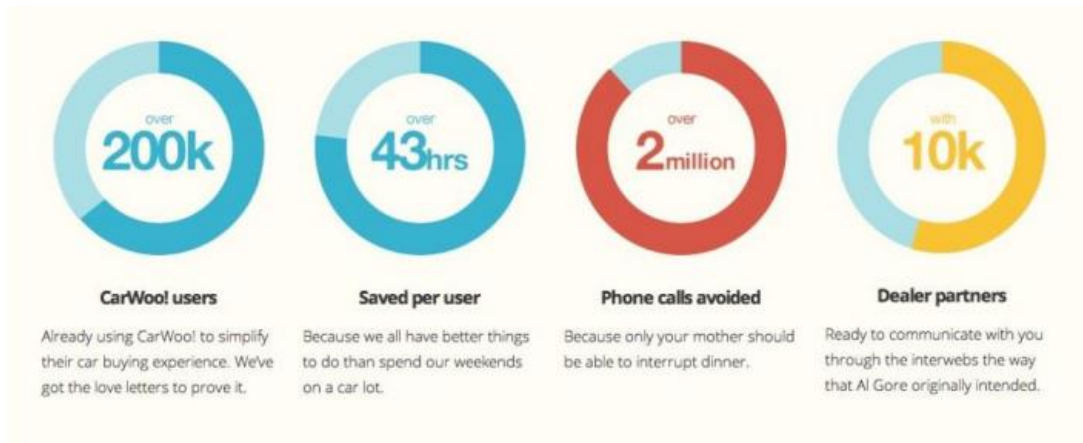 over
200k
CarWoo! users
Already using CarWoo! to simplify
their car buying experience. We've
got the love letters to prove it.
over
43hrs
Saved per user
Because we all have better things
to do than spend our weekends
on a car lot.
over
2million
Phone calls avoided
Because only your mother should
be able to interrupt dinner.
with
10k
Dealer partners
Ready to communicate with you
through the interwebs the way
that Al Gore originally intended.